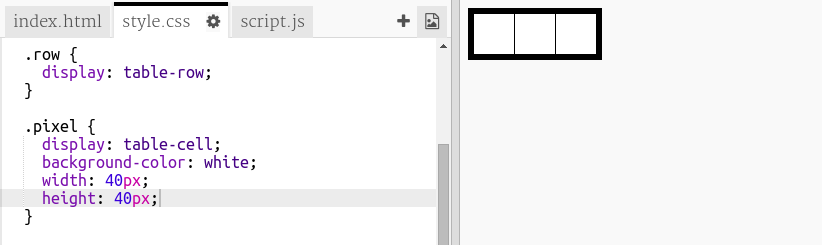 index.html style.css script.js
.row {
display: table-row;
}
.pixel {
display: table-cell;
background-color: white;
width: 40px;
height: 40px;
}